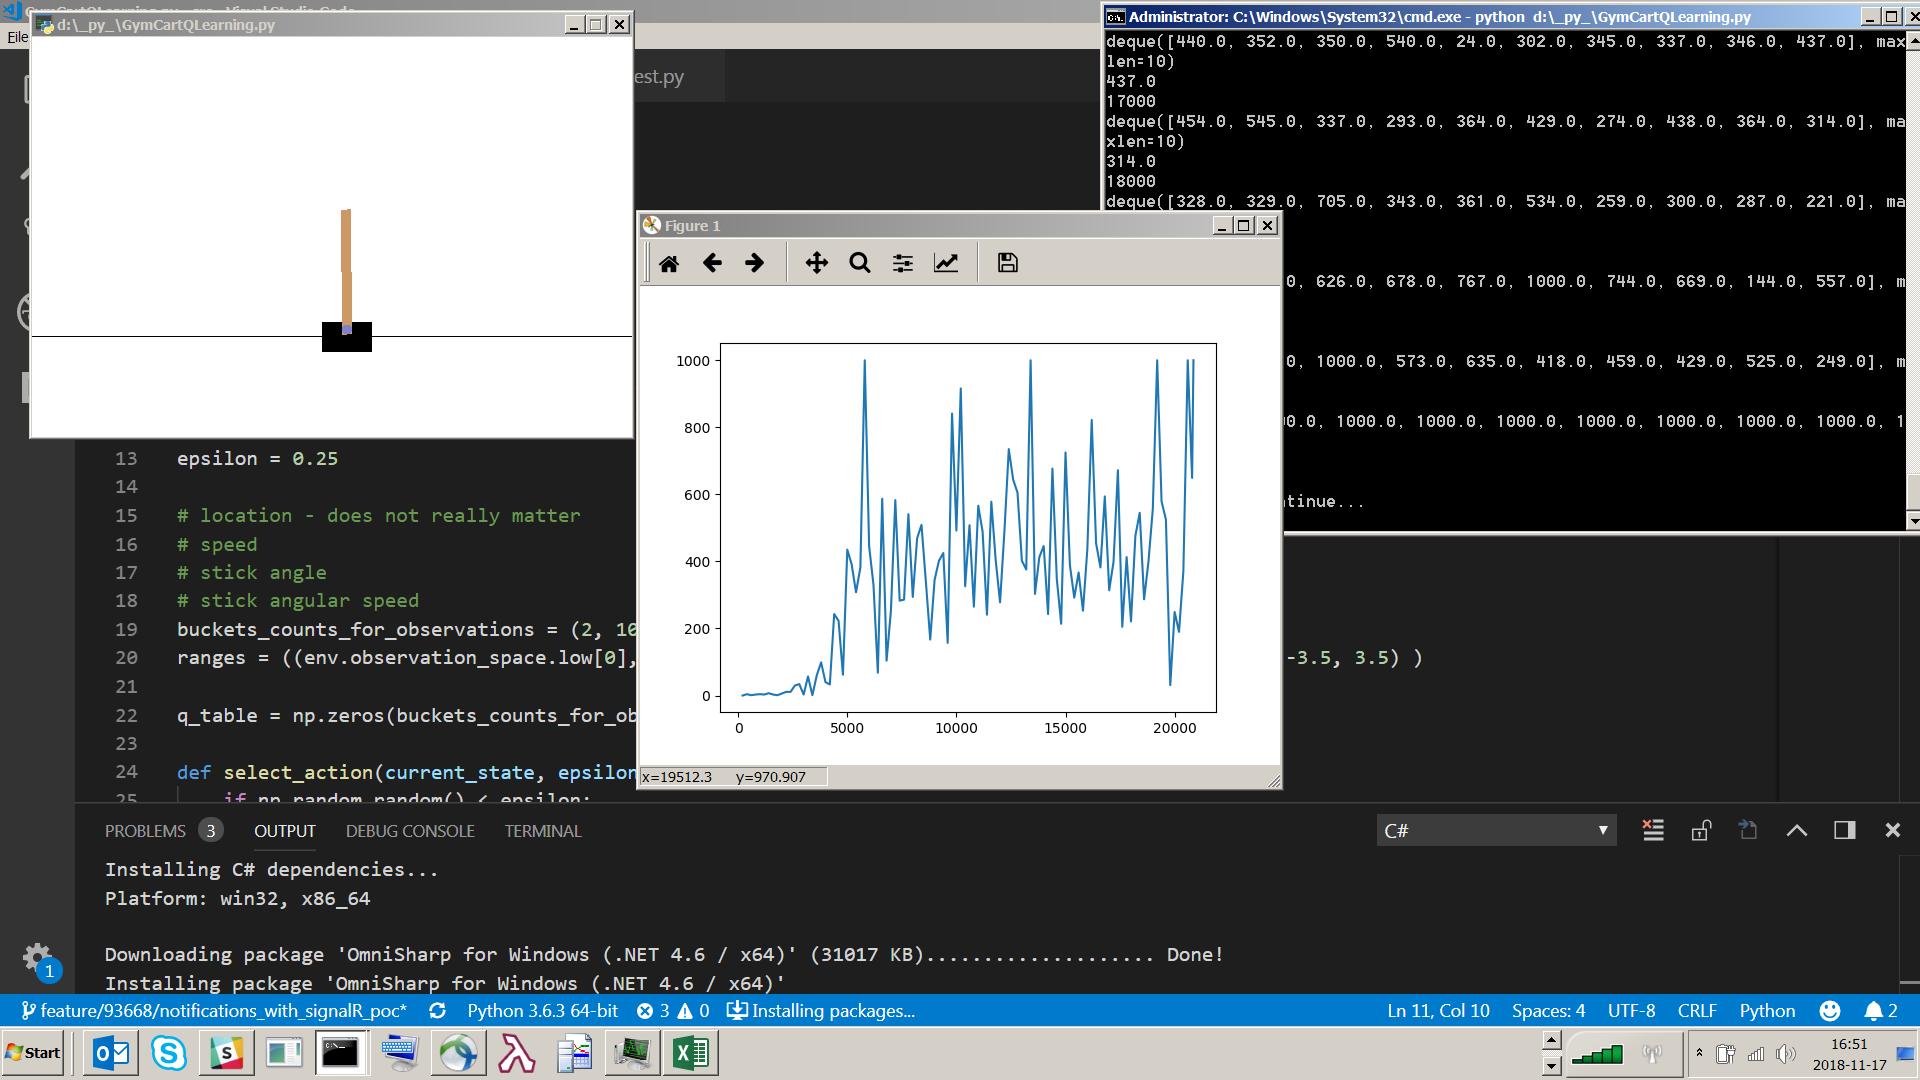 d:\_py_\GymCartQLearning.py
File
est.py
Administrator: C:\Windows\System32\cmd.exe - python  d:\_py_\GymCartQLearning.py
deque([440.0, 352.0, 350.0, 540.0, 24.0, 302.0, 345.0, 337.0, 346.0, 437.0], max
len=10)
437.0
17000
deque([454.0, 545.0, 337.0, 293.0, 364.0, 429.0, 274.0, 438.0, 364.0, 314.0], ma
xlen=10)
314.0
18000
deque([328.0, 329.0, 705.0, 343.0, 361.0, 534.0, 259.0, 300.0, 287.0, 221.0], ma
0, 626.0, 678.0, 767.0, 1000.0, 744.0, 669.0, 144.0, 557.0], m
0, 1000.0, 573.0, 635.0, 418.0, 459.0, 429.0, 525.0, 249.0], m
0.0, 1000.0, 1000.0, 1000.0, 1000.0, 1000.0, 1000.0, 1000.0, 1
tinue...
Figure 1
1000
800
600
400
200
0
0 5000 10000 15000 20000
x=19512.3 y=970.907
13 epsilon = 0.25
14
15 # location - does not really matter
16 # speed
17 # stick angle
18 # stick angular speed
19 buckets_counts_for_observations = (2, 10
20 ranges = ((env.observation_space.low[0], -3.5, 3.5) )
21
22 q_table = np.zeros(buckets_counts_for_ob
23
24 def select_action(current_state, epsilon
25 if np.random.random() < epsilon:
PROBLEMS 3 OUTPUT DEBUG CONSOLE TERMINAL C#
Installing C# dependencies...
Platform: win32, x86_64
Downloading package 'OmniSharp for Windows (.NET 4.6 / x64)' (31017 KB).................... Done!
Installing package 'OmniSharp for Windows (.NET 4.6 / x64)'
1
feature/93668/notifications_with_signalR_poc* Python 3.6.3 64-bit 3 0 Installing packages... Ln 11, Col 10 Spaces: 4 UTF-8 CRLF Python 2
Start
16:51
2018-11-17